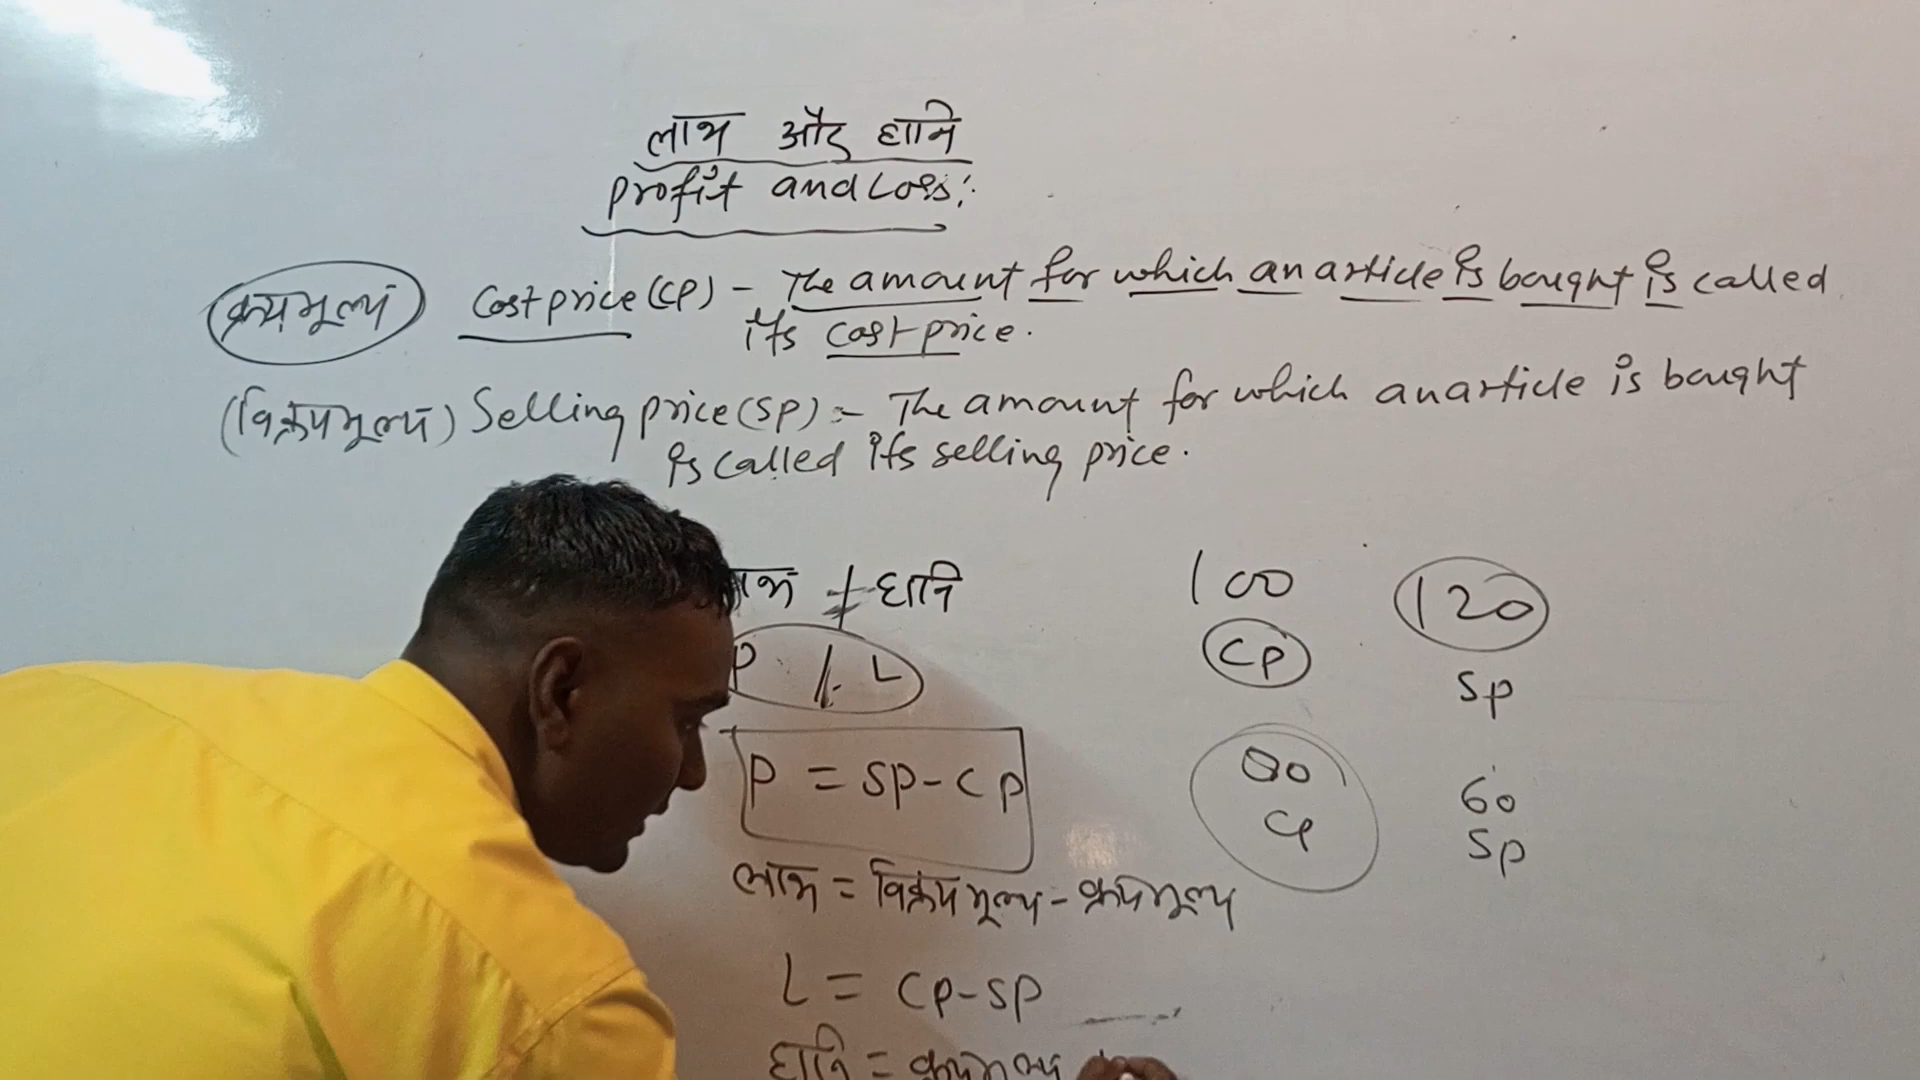 लाभ और हानि
Profit and Loss:
क्रयमूल्य Cost price (CP) - The amount for which an article is bought is called
its cost price.
(विक्रयमूल्य) Selling price (SP) :- The amount for which an article is bought
is called its selling price.
लाभ / हानि
P / L
100 120
CP SP
P = SP - CP
80 60
CP SP
लाभ = विक्रयमूल्य - क्रयमूल्य
L = CP - SP
हानि = क्रयमूल्य